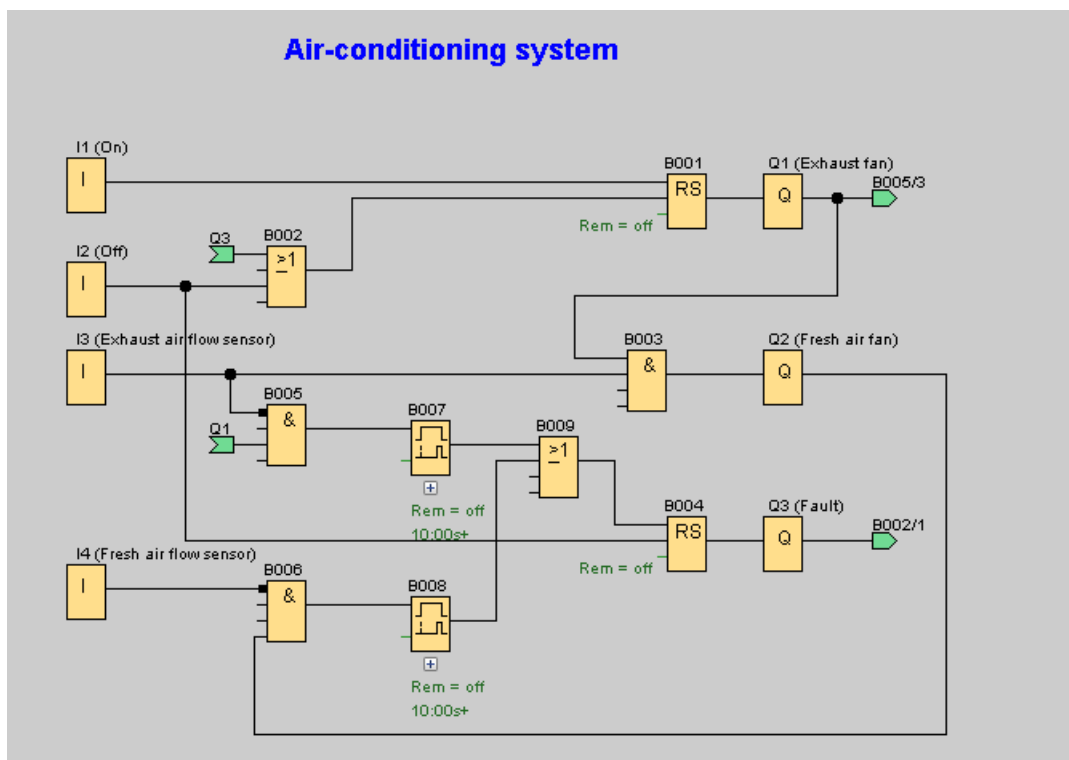 Air-conditioning system
I1 (On)
I
B001
RS
Rem = off
Q1 (Exhaust fan)
Q
B005/3
Q3
B002
>1
I2 (Off)
I
I3 (Exhaust air flow sensor)
I
B003
&
Q2 (Fresh air fan)
Q
B005
&
Q1
B007
Rem = off
10:00s+
B009
>1
B004
RS
Rem = off
Q3 (Fault)
Q
B002/1
I4 (Fresh air flow sensor)
I
B006
&
B008
Rem = off
10:00s+